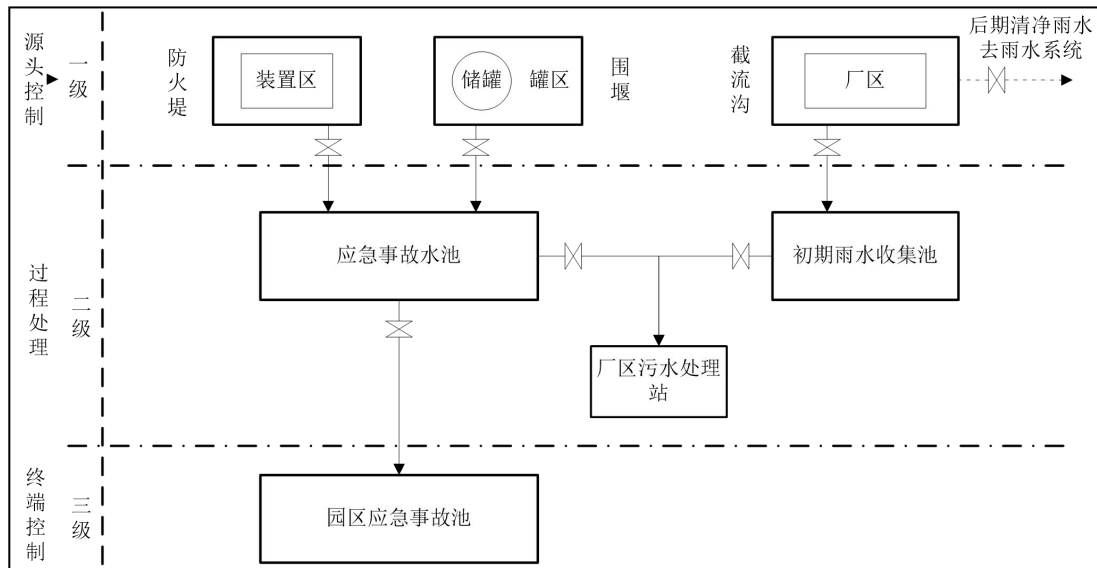 源头控制
一级
防火堤
装置区
储罐
罐区
围堰
截流沟
厂区
后期清净雨水
去雨水系统
过程处理
二级
应急事故水池
初期雨水收集池
厂区污水处理
站
终端控制
三级
园区应急事故池